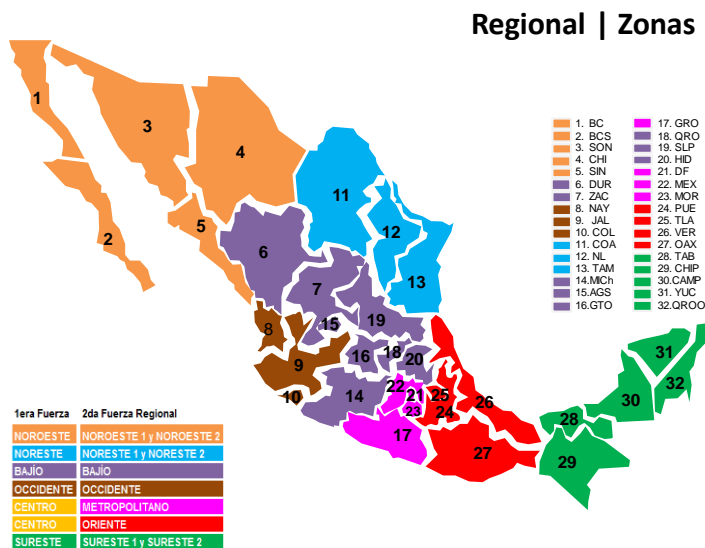 Regional | Zonas
1
2
3
4
5
6
7
8
9
10
11
12
13
14
15
16
17
18
19
20
21
22
23
24
25
26
27
28
29
30
31
32
1. BC
2. BCS
3. SON
4. CHI
5. SIN
6. DUR
7. ZAC
8. NAY
9. JAL
10. COL
11. COA
12. NL
13. TAM
14.MICh
15.AGS
16.GTO
17. GRO
18. QRO
19. SLP
20. HID
21. DF
22. MEX
23. MOR
24. PUE
25. TLA
26. VER
27. OAX
28. TAB
29. CHIP
30.CAMP
31. YUC
32.QROO
1era Fuerza 2da Fuerza Regional
NOROESTE NOROESTE 1 y NOROESTE 2
NORESTE NORESTE 1 y NORESTE 2
BAJÍO BAJÍO
OCCIDENTE OCCIDENTE
CENTRO METROPOLITANO
CENTRO ORIENTE
SURESTE SURESTE 1 y SURESTE 2